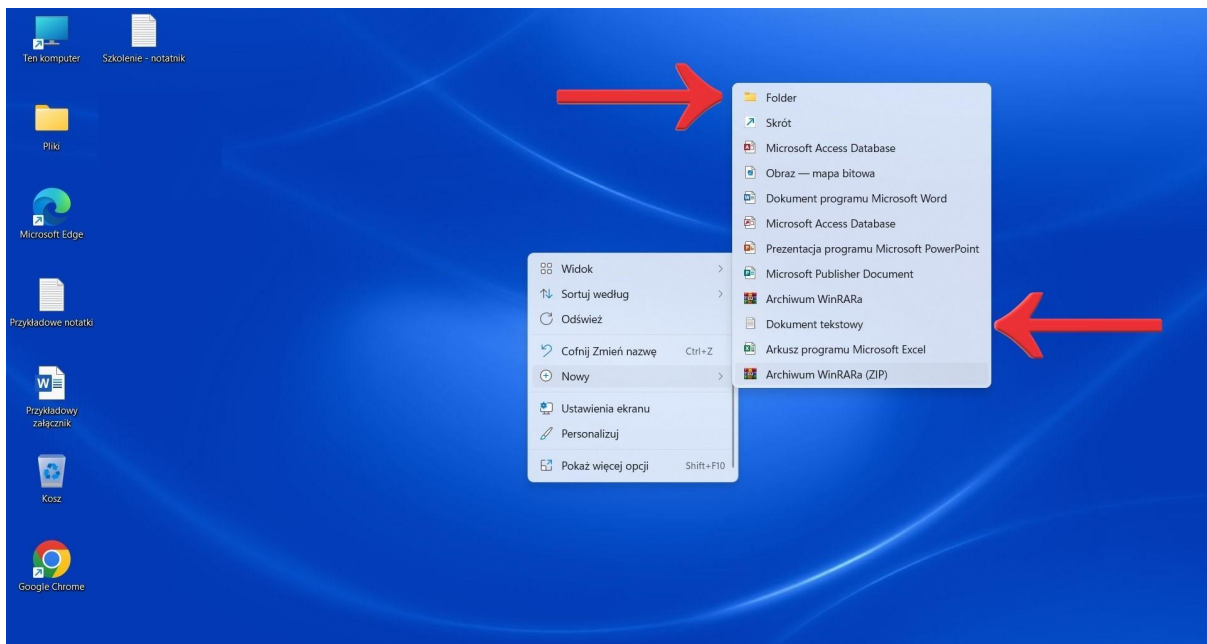 Ten komputer
Szkolenie - notatnik
Pliki
Microsoft Edge
Przykładowe notatki
Przykładowy
załącznik
Kosz
Google Chrome
Widok
Sortuj według
Odśwież
Cofnij Zmień nazwę Ctrl+Z
Nowy
Ustawienia ekranu
Personalizuj
Pokaż więcej opcji Shift+F10
Folder
Skrót
Microsoft Access Database
Obraz — mapa bitowa
Dokument programu Microsoft Word
Microsoft Access Database
Prezentacja programu Microsoft PowerPoint
Microsoft Publisher Document
Archiwum WinRARa
Dokument tekstowy
Arkusz programu Microsoft Excel
Archiwum WinRARa (ZIP)